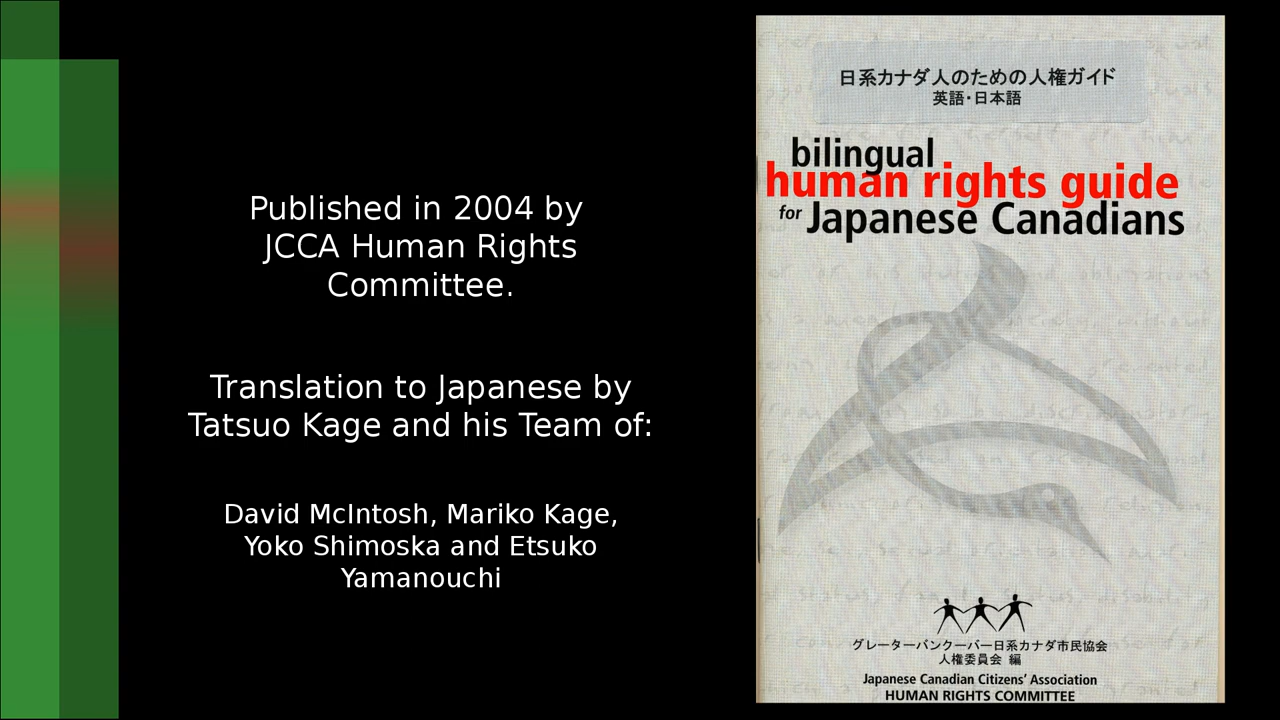 Published in 2004 by
JCCA Human Rights
Committee.
Translation to Japanese by
Tatsuo Kage and his Team of:
David McIntosh, Mariko Kage,
Yoko Shimoska and Etsuko
Yamanouchi
日系カナダ人のための人権ガイド
英語・日本語
bilingual
human rights guide
for Japanese Canadians
グレーターバンクーバー日系カナダ市民協会
人権委員会 編
Japanese Canadian Citizens' Association
HUMAN RIGHTS COMMITTEE